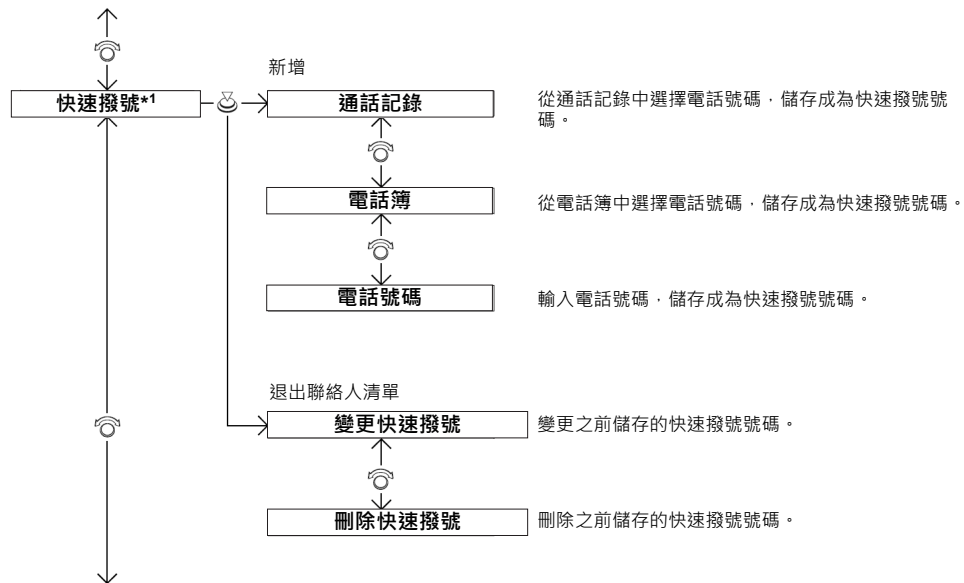 新增
快速撥號*1
通話記錄
從通話記錄中選擇電話號碼，儲存成為快速撥號號
碼。
電話簿
從電話簿中選擇電話號碼，儲存成為快速撥號號碼。
電話號碼
輸入電話號碼，儲存成為快速撥號號碼。
退出聯絡人清單
變更快速撥號
變更之前儲存的快速撥號號碼。
刪除快速撥號
刪除之前儲存的快速撥號號碼。